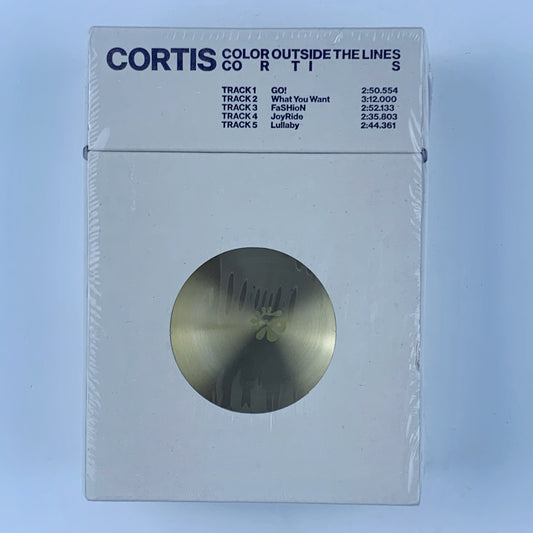 CORTIS COLOR OUTSIDE THE LINES
CO R T I S
TRACK 1 GO! 2:50.554
TRACK 2 What You Want 3:12.000
TRACK 3 FaSHioN 2:52.133
TRACK 4 JoyRide 2:35.803
TRACK 5 Lullaby 2:44.361